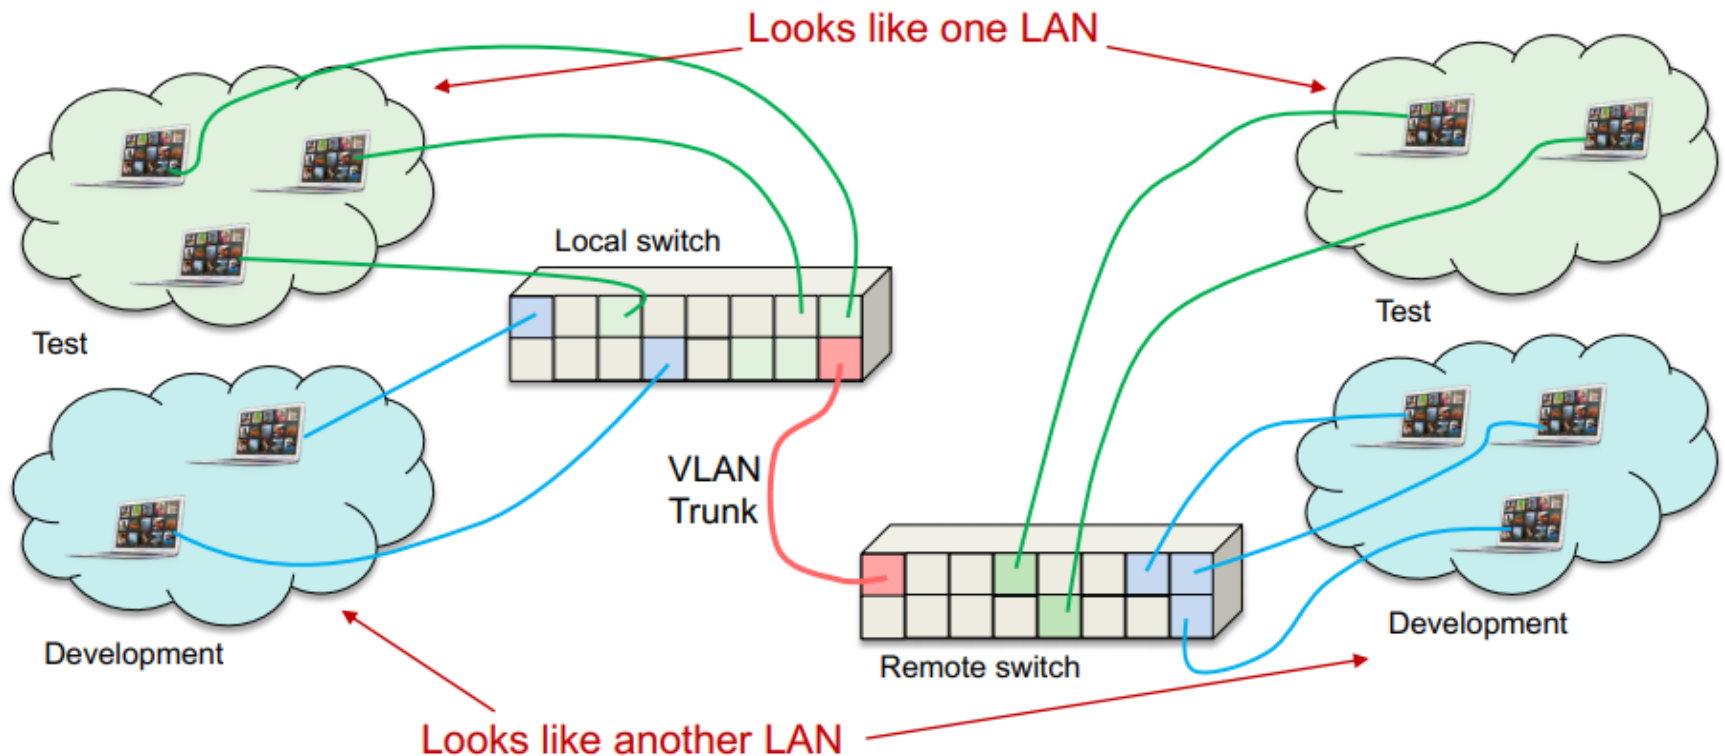 Looks like one LAN
Local switch
Test
Test
VLAN
Trunk
Development
Development
Remote switch
Looks like another LAN